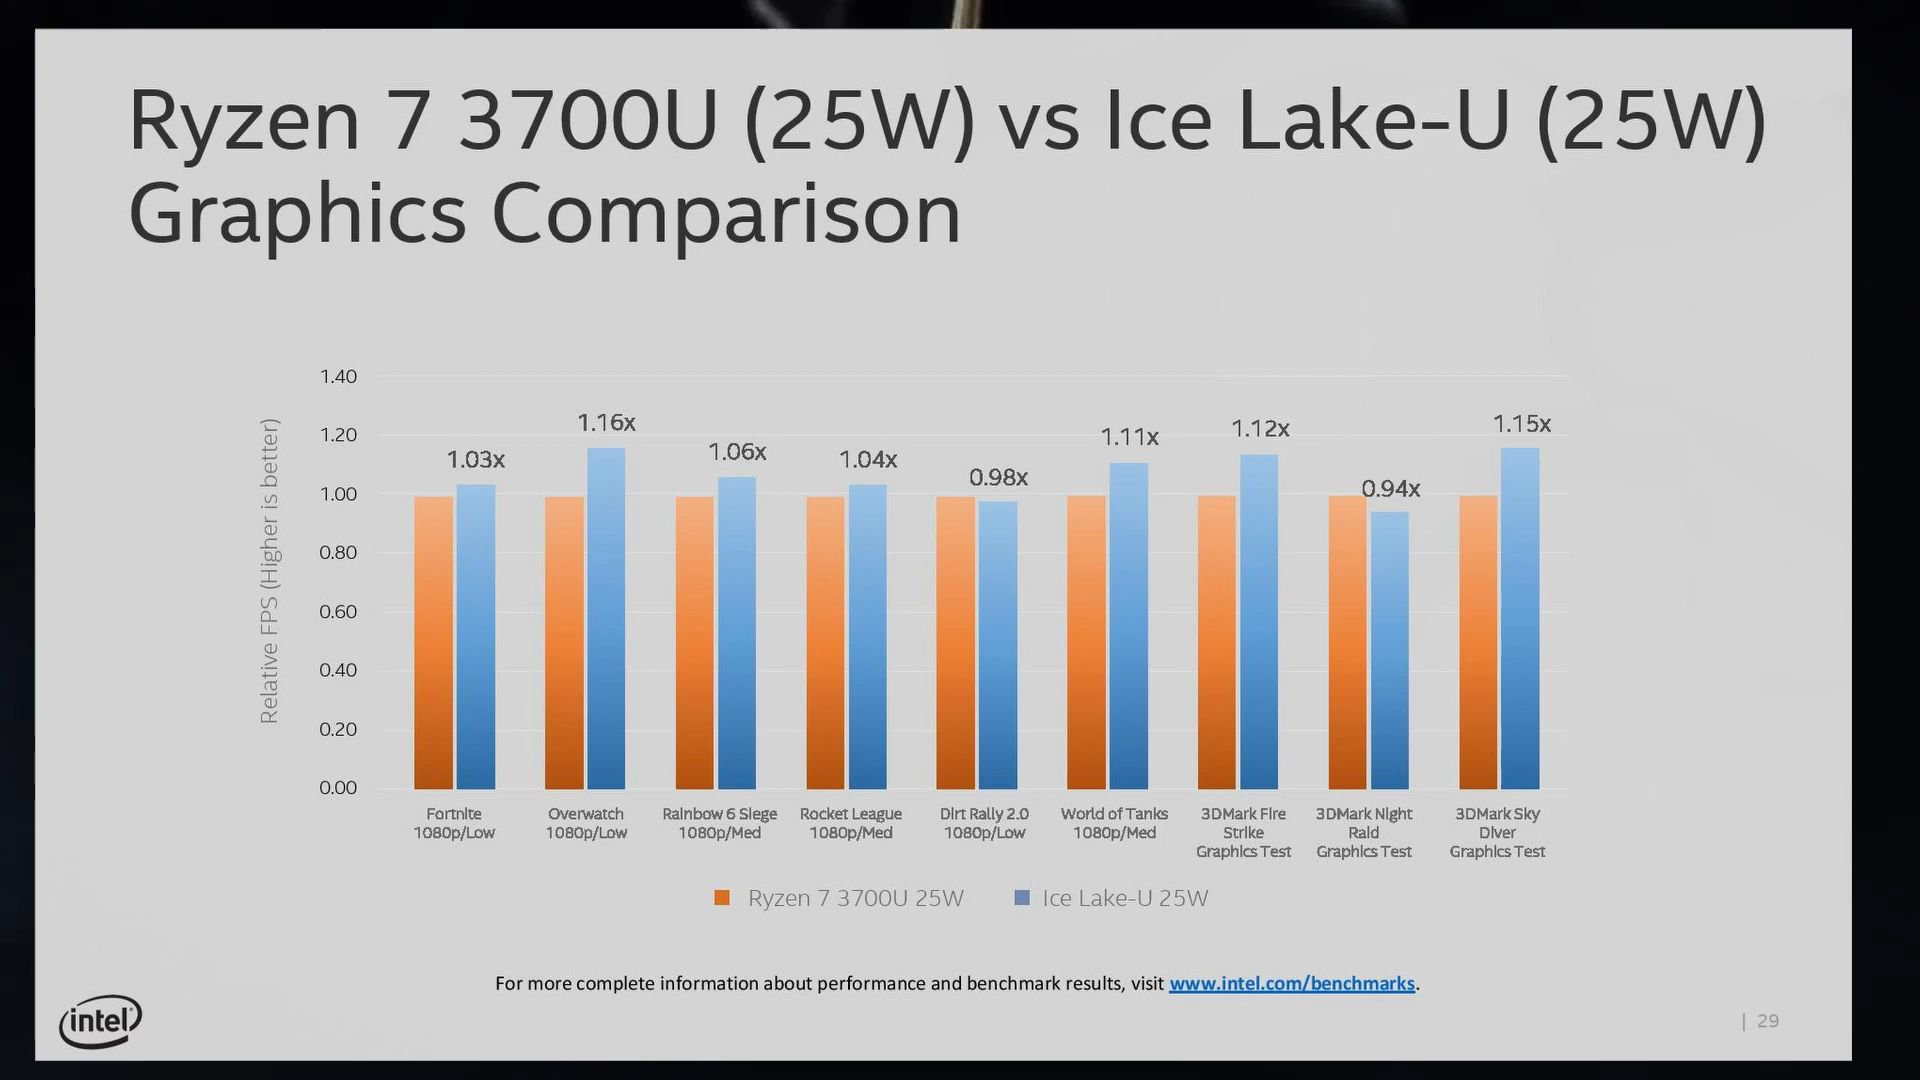 Ryzen 7 3700U (25W) vs Ice Lake-U (25W)
Graphics Comparison
Relative FPS (Higher is better)
1.40
1.20
1.00
0.80
0.60
0.40
0.20
0.00
1.03x
1.16x
1.06x
1.04x
0.98x
1.11x
1.12x
0.94x
1.15x
Fortnite
1080p/Low
Overwatch
1080p/Low
Rainbow 6 Siege
1080p/Med
Rocket League
1080p/Med
Dirt Rally 2.0
1080p/Low
World of Tanks
1080p/Med
3DMark Fire
Strike
Graphics Test
3DMark Night
Raid
Graphics Test
3DMark Sky
Diver
Graphics Test
Ryzen 7 3700U 25W
Ice Lake-U 25W
For more complete information about performance and benchmark results, visit www.intel.com/benchmarks.
intel
| 29